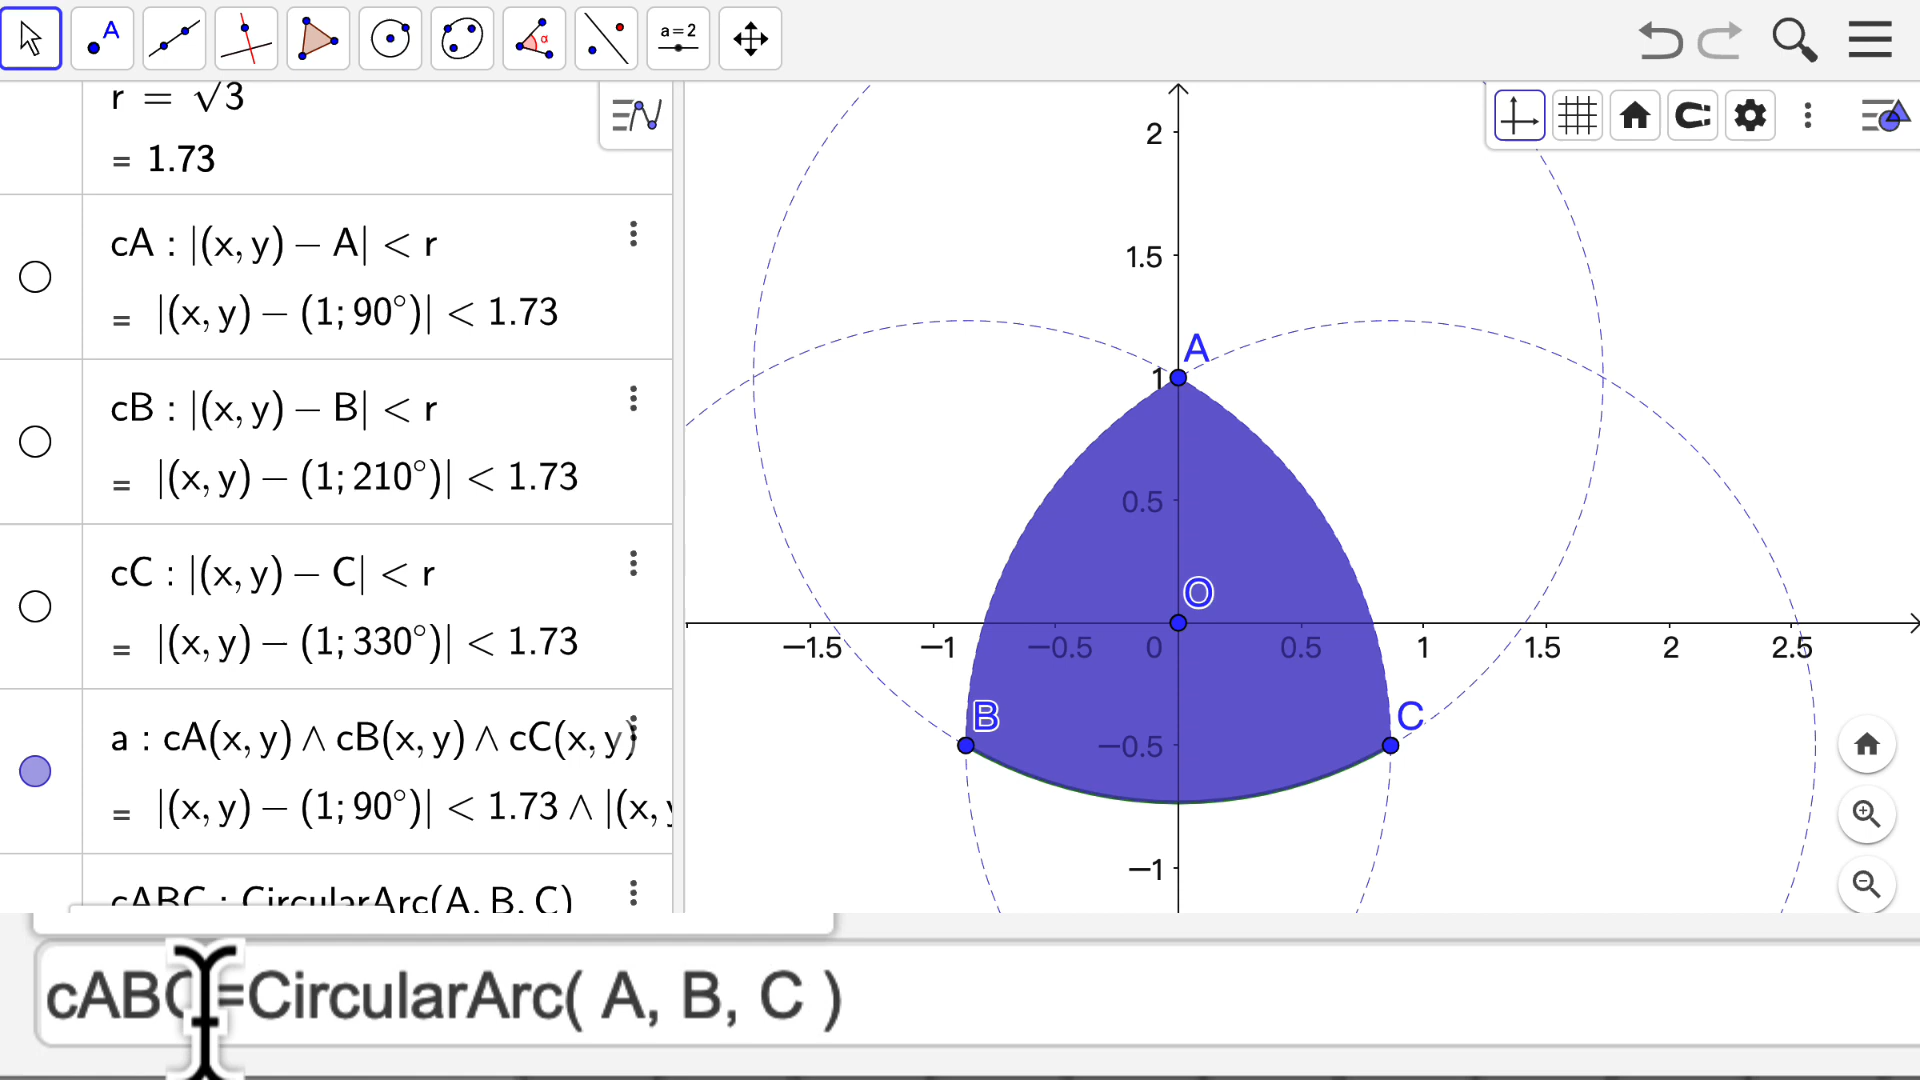 A
α
a=2
r = √3
= 1.73
cA : |(x, y) − A| < r
= |(x, y) − (1; 90°)| < 1.73
cB : |(x, y) − B| < r
= |(x, y) − (1; 210°)| < 1.73
cC : |(x, y) − C| < r
= |(x, y) − (1; 330°)| < 1.73
a : cA(x, y) ∧ cB(x, y) ∧ cC(x, y)
= |(x, y) − (1; 90°)| < 1.73 ∧ |(x, y
cABC : CircularArc(A, B, C)
2
1.5
A
1
0.5
O
−1.5 −1 −0.5 0 0.5 1 1.5 2 2.5
B C
−0.5
−1
cABC=CircularArc( A, B, C )